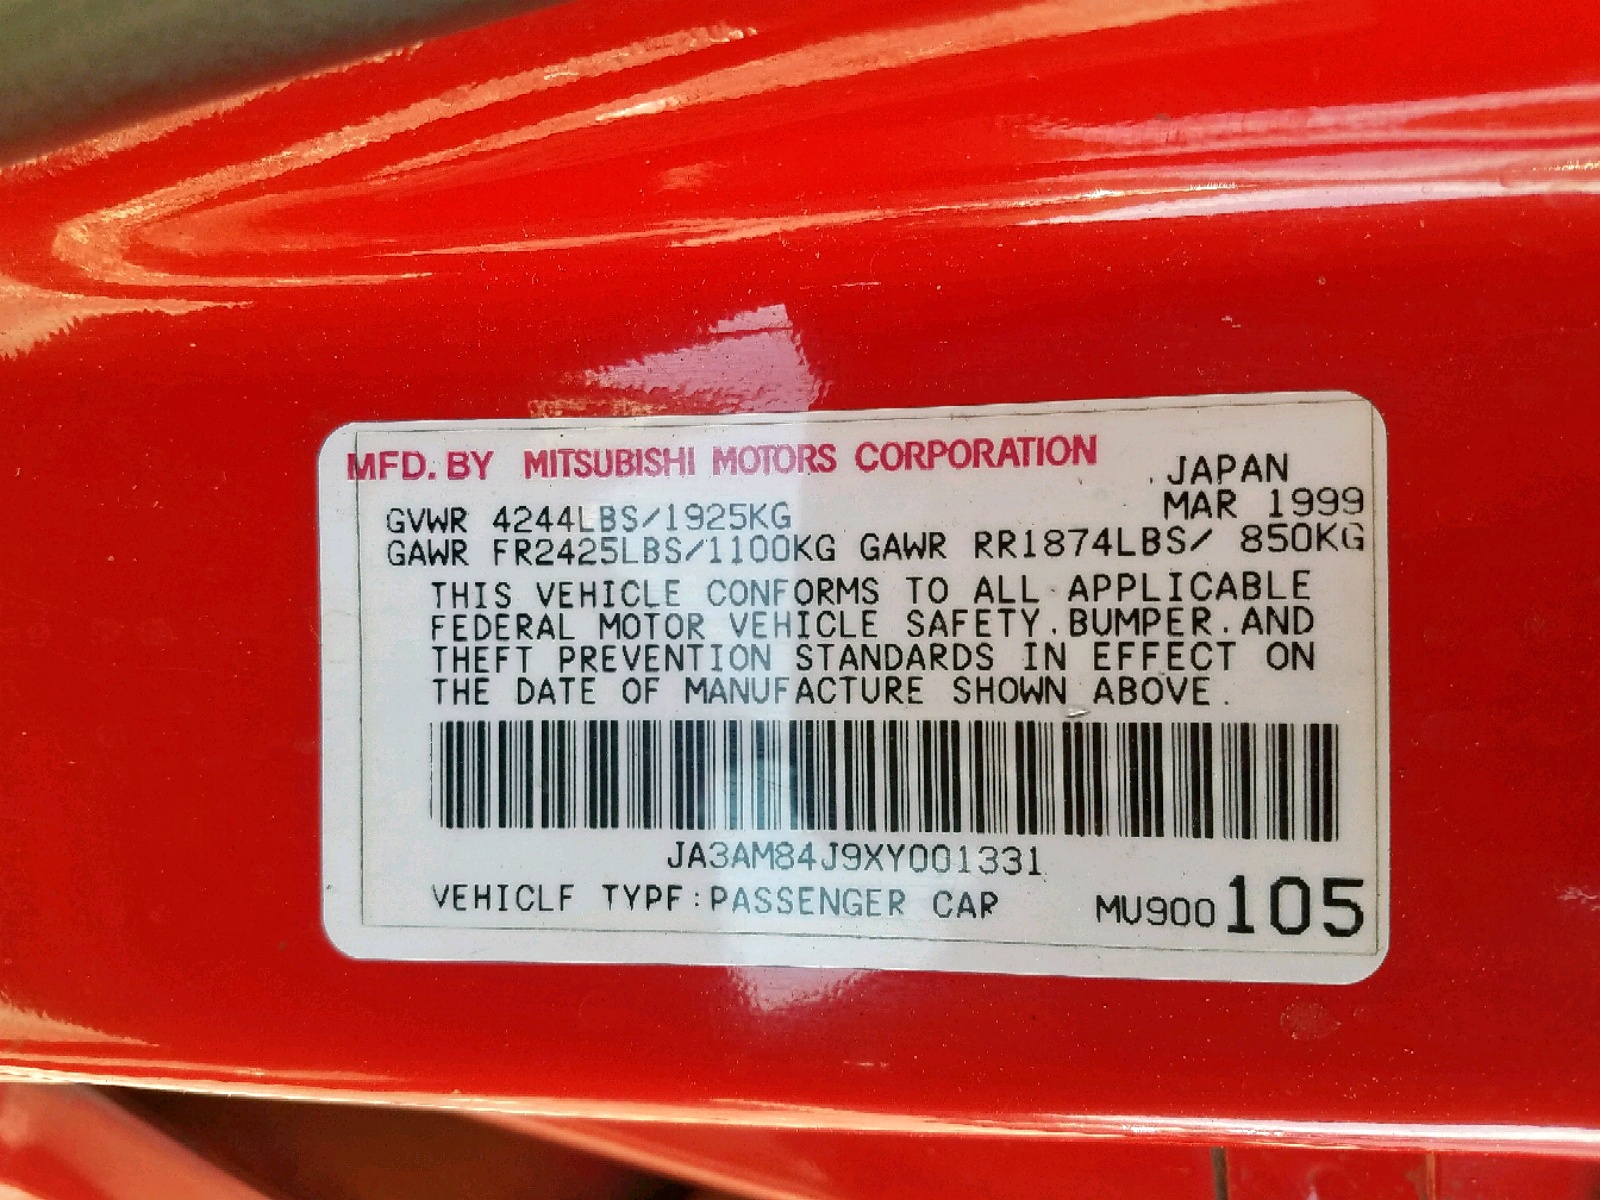 MFD. BY MITSUBISHI MOTORS CORPORATION
JAPAN
MAR 1999
GVWR 4244LBS/1925KG
GAWR FR2425LBS/1100KG GAWR RR1874LBS/ 850KG
THIS VEHICLE CONFORMS TO ALL APPLICABLE
FEDERAL MOTOR VEHICLE SAFETY, BUMPER, AND
THEFT PREVENTION STANDARDS IN EFFECT ON
THE DATE OF MANUFACTURE SHOWN ABOVE.
JA3AM84J9XY001331
VEHICLE TYPE:PASSENGER CAR
MU900105